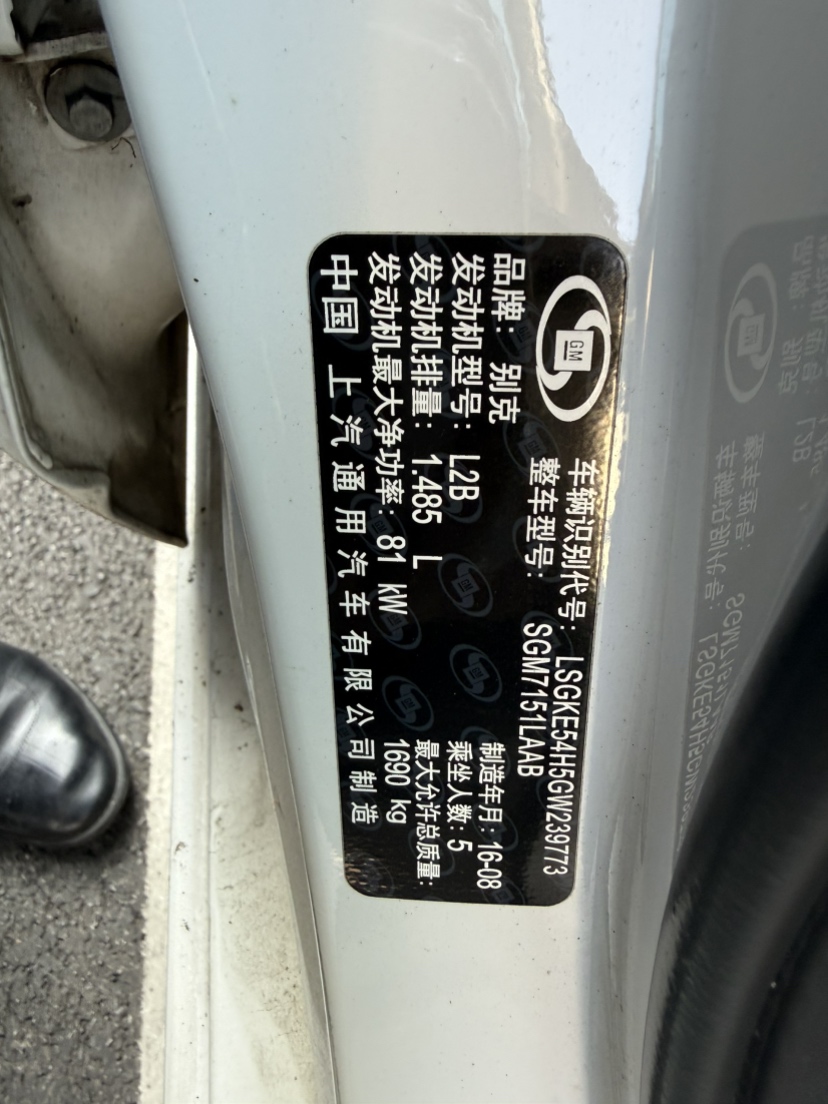 GM
车辆识别代号: LSGKE54H5GW239773
整车型号: SGM7151LAAB
品牌: 别克
制造年月: 16-08
发动机型号: L2B
乘坐人数: 5
发动机排量: 1.485 L
最大允许总质量:
发动机最大净功率: 81 kW
1690 kg
中国 上汽通用汽车有限公司制造